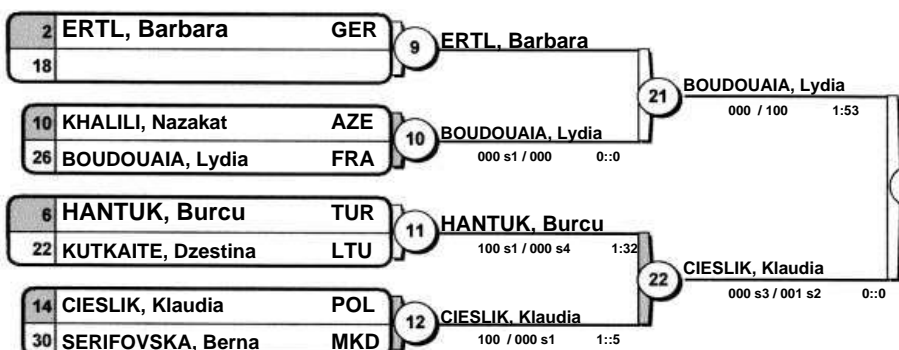 2 ERTL, Barbara GER
18
9
ERTL, Barbara
10 KHALILI, Nazakat AZE
26 BOUDOUAIA, Lydia FRA
10
BOUDOUAIA, Lydia
000 s1 / 000 0::0
21
BOUDOUAIA, Lydia
000 / 100 1:53
6 HANTUK, Burcu TUR
22 KUTKAITE, Dzestina LTU
11
HANTUK, Burcu
100 s1 / 000 s4 1:32
14 CIESLIK, Klaudia POL
30 SERIFOVSKA, Berna MKD
12
CIESLIK, Klaudia
100 / 000 s1 1::5
22
CIESLIK, Klaudia
000 s3 / 001 s2 0::0